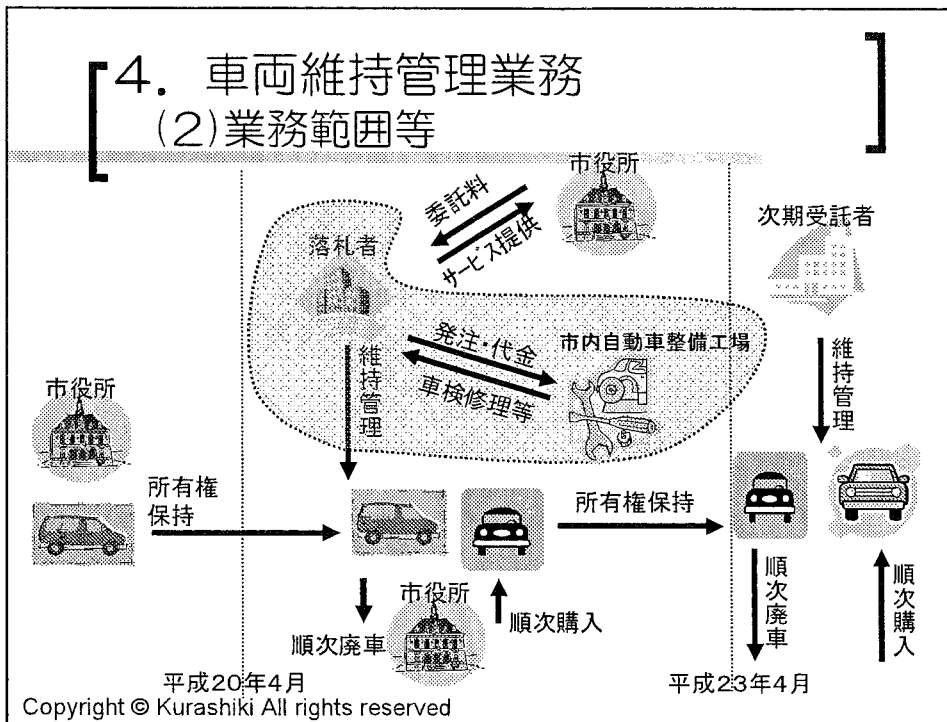 4．車両維持管理業務
(2)業務範囲等
市役所
委託料
サービス提供
次期受託者
落札者
発注・代金
車検修理等
市内自動車整備工場
維持管理
維持管理
市役所
所有権
保持
所有権保持
市役所
順次廃車
順次購入
順次廃車
順次購入
平成20年4月
平成23年4月
Copyright © Kurashiki All rights reserved